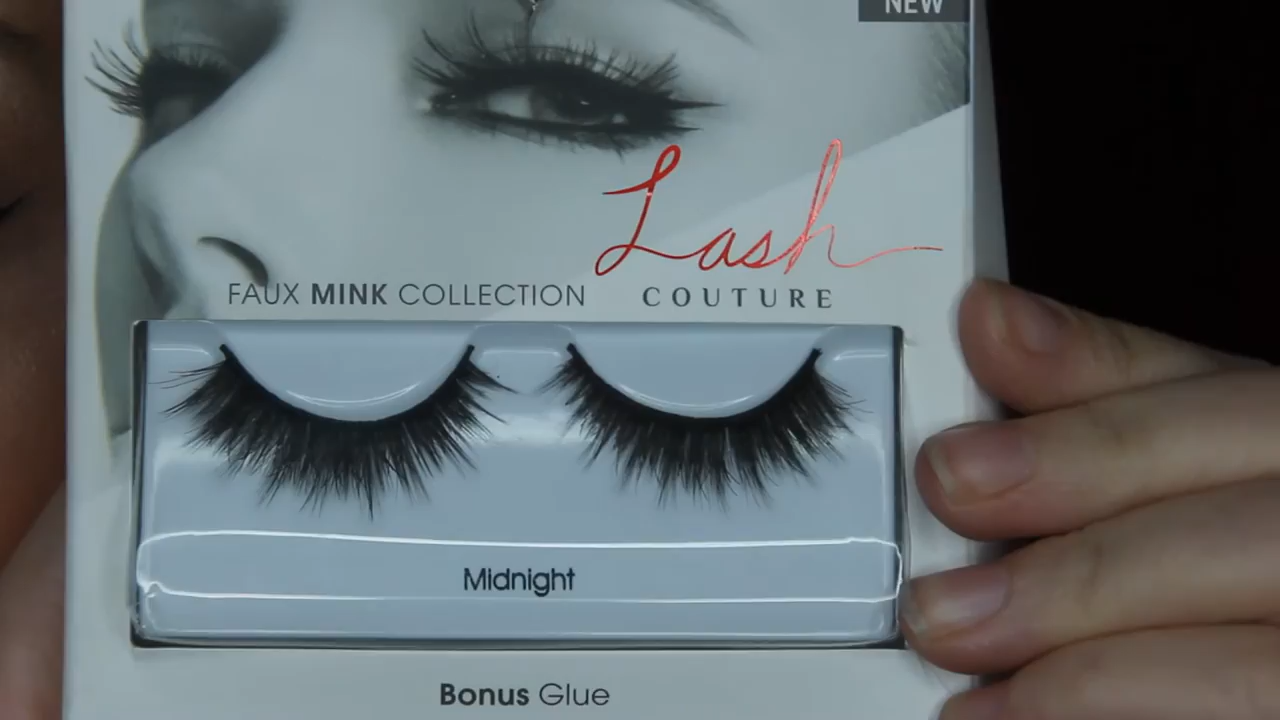 NEW
Lash
FAUX MINK COLLECTION
COUTURE
Midnight
Bonus Glue